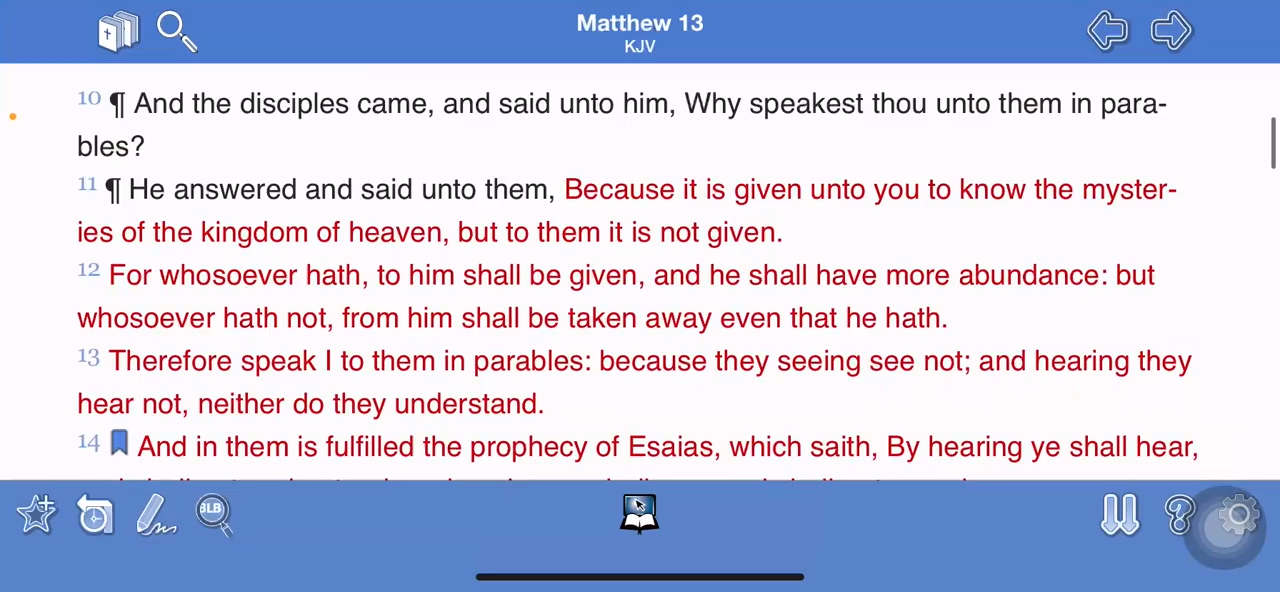 Matthew 13
KJV
10 ¶ And the disciples came, and said unto him, Why speakest thou unto them in para-
bles?
11 ¶ He answered and said unto them, Because it is given unto you to know the myster-
ies of the kingdom of heaven, but to them it is not given.
12 For whosoever hath, to him shall be given, and he shall have more abundance: but
whosoever hath not, from him shall be taken away even that he hath.
13 Therefore speak I to them in parables: because they seeing see not; and hearing they
hear not, neither do they understand.
14 And in them is fulfilled the prophecy of Esaias, which saith, By hearing ye shall hear,
BLB